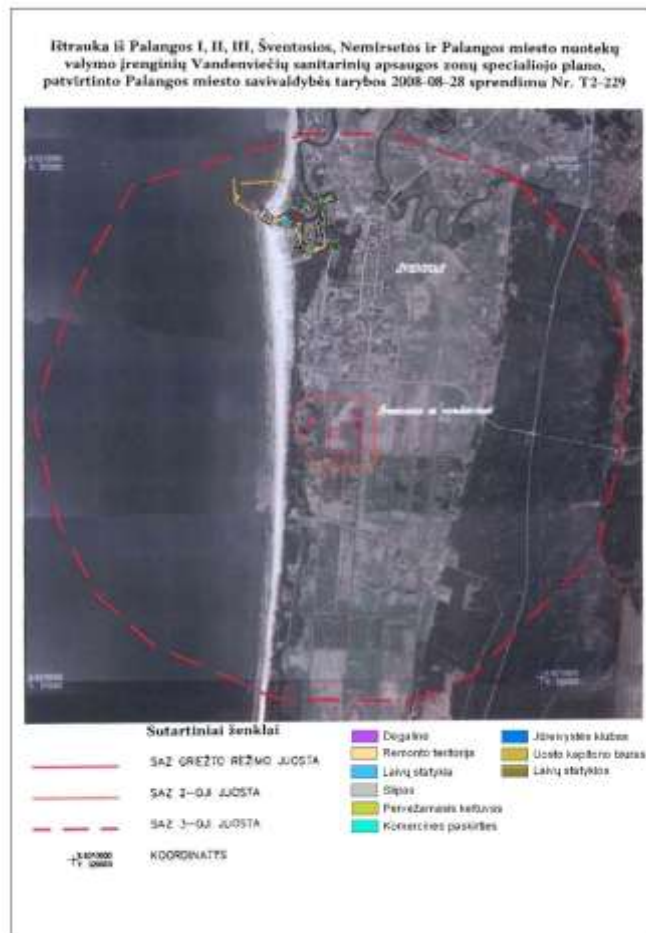 Ištrauka iš Palangos I, II, III, Šventosios, Nemirsetos ir Palangos miesto nuotekų
valymo įrenginių Vandenviečių sanitarinių apsaugos zonų specialiojo plano,
patvirtinto Palangos miesto savivaldybės tarybos 2008-08-28 sprendimu Nr. T2-229
Sutartiniai ženklai
SAZ GRIEŽTO REŽIMO JUOSTA
SAZ 2-OJI JUOSTA
SAZ 3-OJI JUOSTA
KOORDINATĖS
Degalinė
Remonto teritorija
Laivų statykla
Slipas
Pervežamasis keltuvas
Komercinės paskirties
Jūreivystės klubas
Uosto kapitono biuras
Laivų statyklos